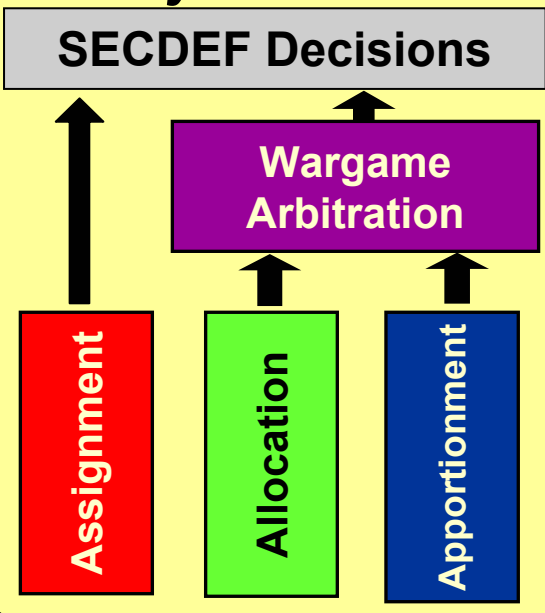 SECDEF Decisions
Wargame
Arbitration
Assignment
Allocation
Apportionment